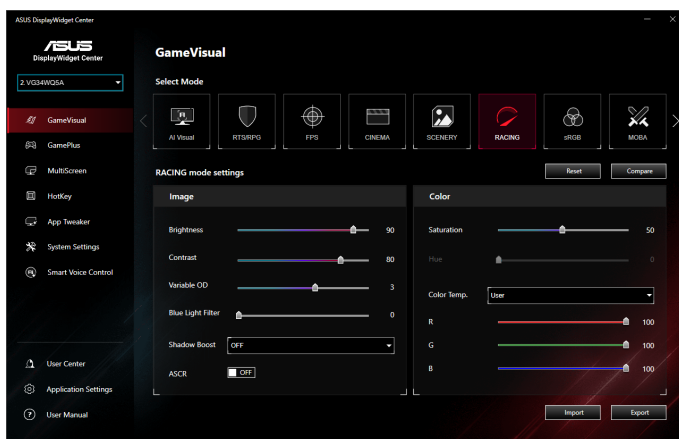 ASUS DisplayWidget Center
ASUS
DisplayWidget Center
2.VG34WQ5A
GameVisual
GamePlus
MultiScreen
HotKey
App Tweaker
System Settings
Smart Voice Control
User Center
Application Settings
User Manual
GameVisual
Select Mode
AI Visual
RTS/RPG
FPS
CINEMA
SCENERY
RACING
sRGB
MOBA
RACING mode settings
Reset
Compare
Image
Brightness 90
Contrast 80
Variable OD 3
Blue Light Filter 0
Shadow Boost OFF
ASCR OFF
Color
Saturation 50
Hue 0
Color Temp. User
R 100
G 100
B 100
Import
Export